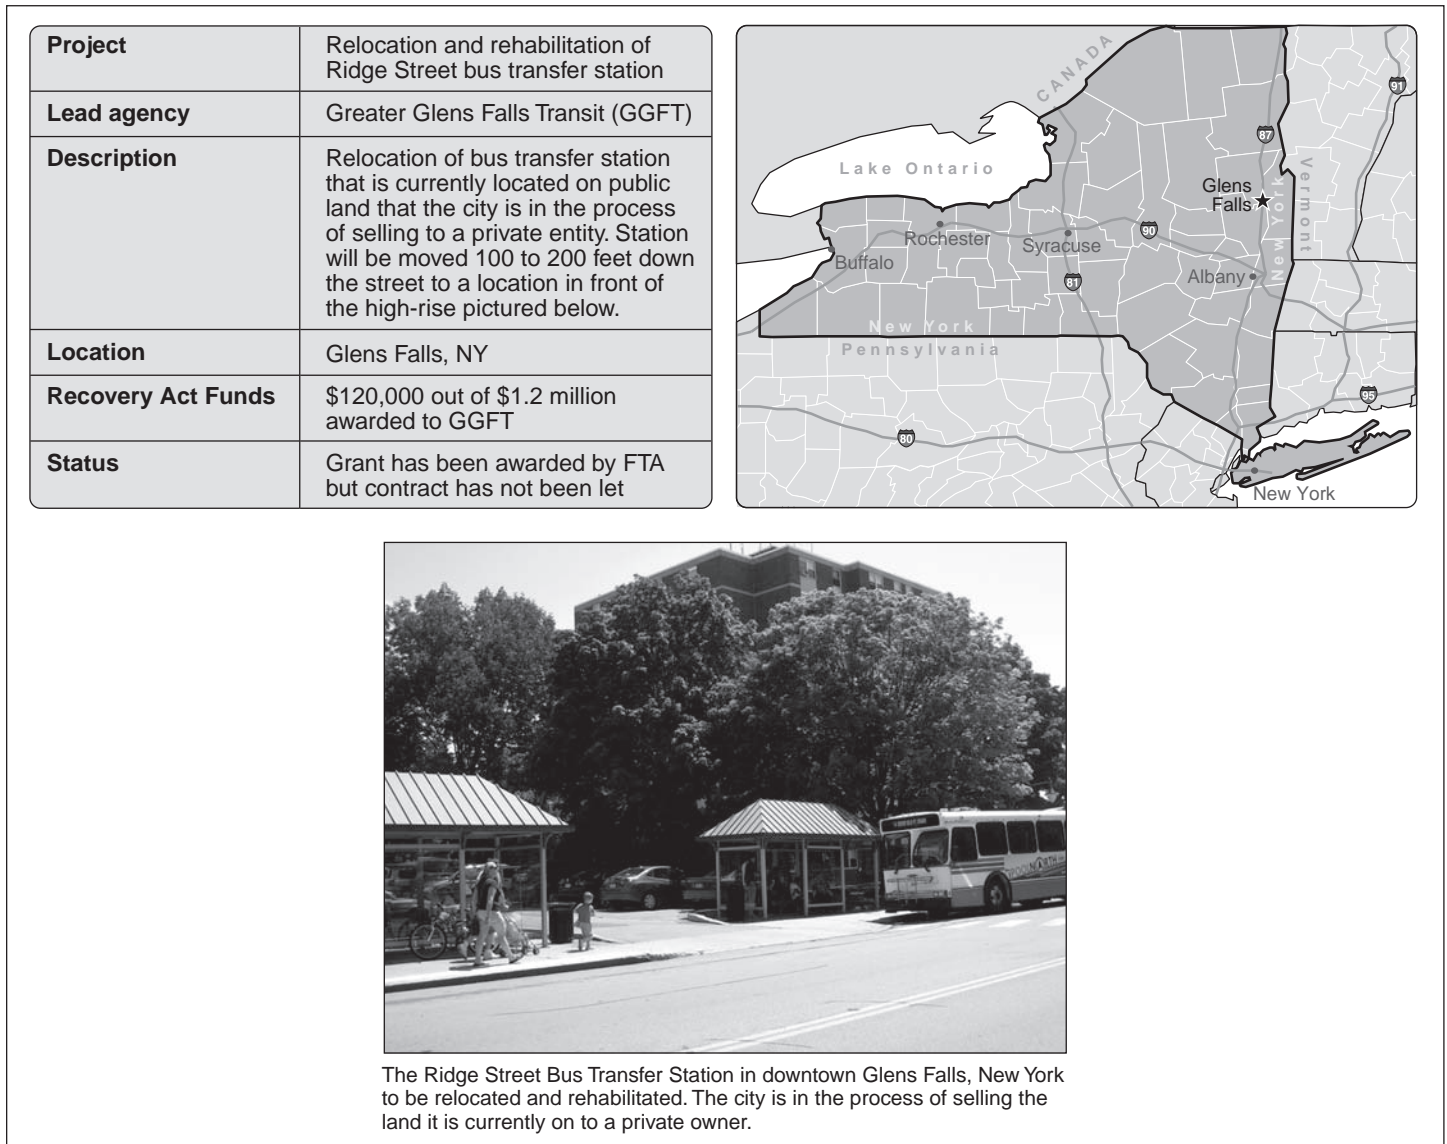 Project
Relocation and rehabilitation of
Ridge Street bus transfer station
Lead agency
Greater Glens Falls Transit (GGFT)
Description
Relocation of bus transfer station
that is currently located on public
land that the city is in the process
of selling to a private entity. Station
will be moved 100 to 200 feet down
the street to a location in front of
the high-rise pictured below.
Location
Glens Falls, NY
Recovery Act Funds
$120,000 out of $1.2 million
awarded to GGFT
Status
Grant has been awarded by FTA
but contract has not been let
CANADA
91
87
Lake Ontario
Vermont
Glens
Falls
New York
Rochester
Syracuse
90
Buffalo
81
Albany
New York
Pennsylvania
95
80
New York
The Ridge Street Bus Transfer Station in downtown Glens Falls, New York
to be relocated and rehabilitated. The city is in the process of selling the
land it is currently on to a private owner.